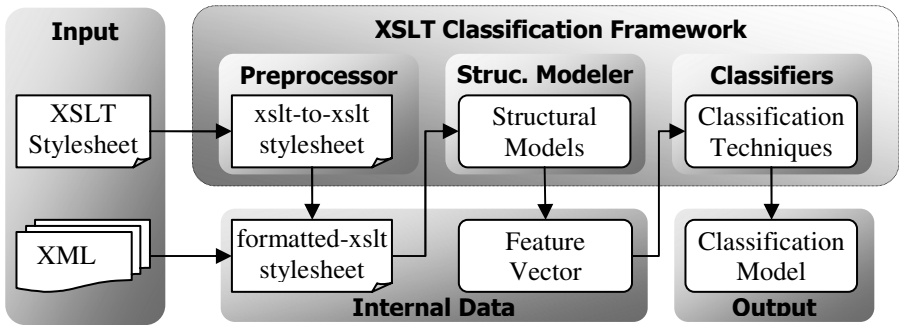 Input
XSLT Classification Framework
Preprocessor
Struc. Modeler
Classifiers
XSLT
Stylesheet
xslt-to-xslt
stylesheet
Structural
Models
Classification
Techniques
XML
formatted-xslt
stylesheet
Feature
Vector
Classification
Model
Internal Data
Output